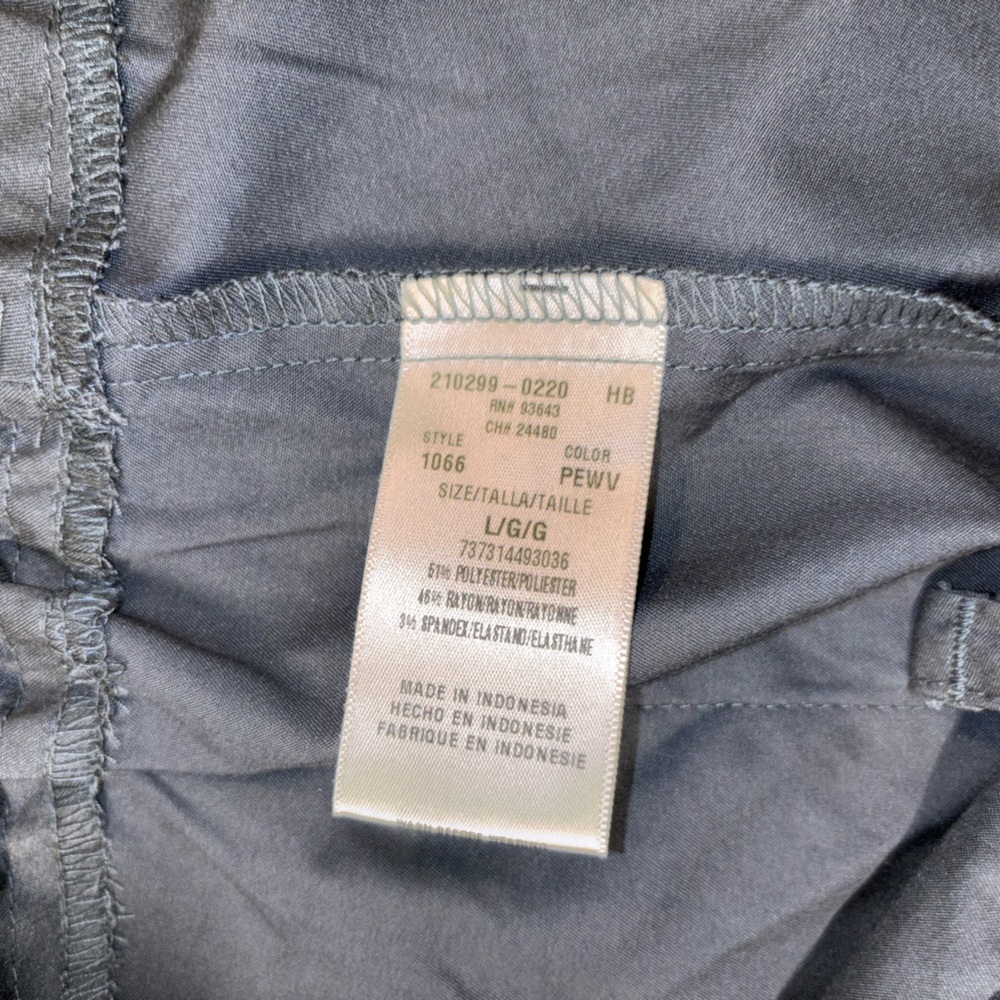 210299-0220 HB
RN# 93643
CH# 24480
STYLE COLOR
1066 PEWV
SIZE/TALLA/TAILLE
L/G/G
737314493036
51% POLYESTER/POLIESTER
46% RAYON/RAYON/RAYONNE
3% SPANDEX/ELASTANO/ELASTHANE
MADE IN INDONESIA
HECHO EN INDONESIE
FABRIQUE EN INDONESIE